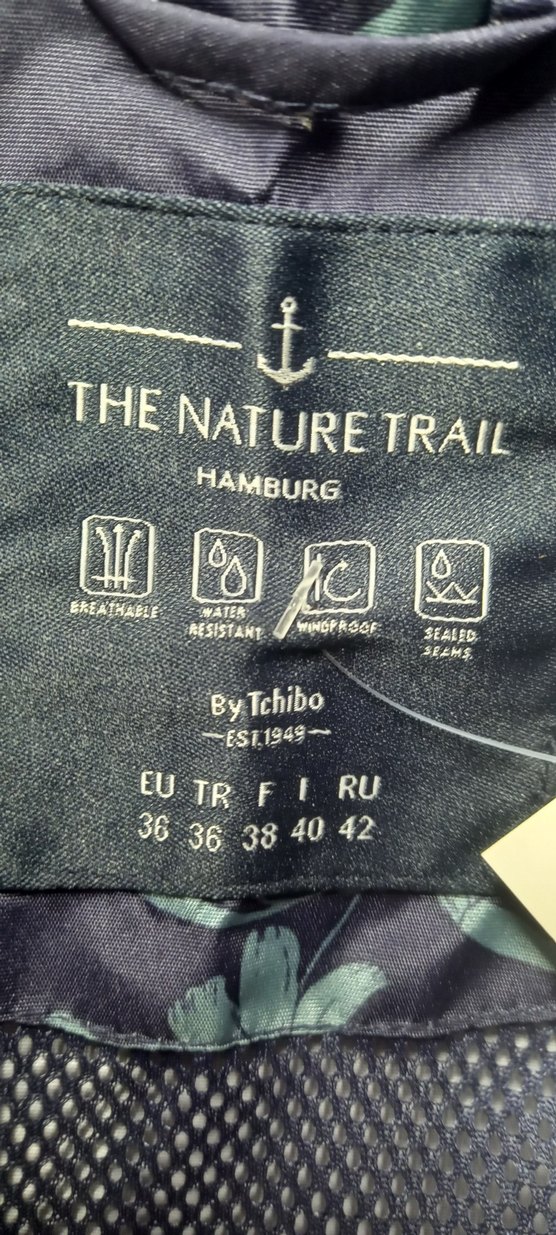 THE NATURE TRAIL
HAMBURG
BREATHABLE
WATER
RESISTANT
WINDPROOF
SEALED
SEAMS
By Tchibo
EST.1949
EU TR F I RU
36 36 38 40 42